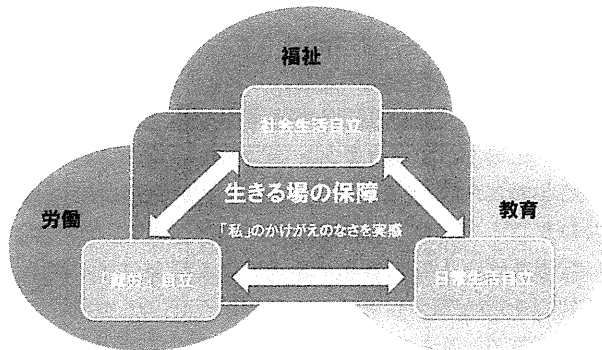 福祉
社会生活自立
生きる場の保障
「私」のかけがえのなさを実感
労働
教育
「就労」自立
日常生活自立